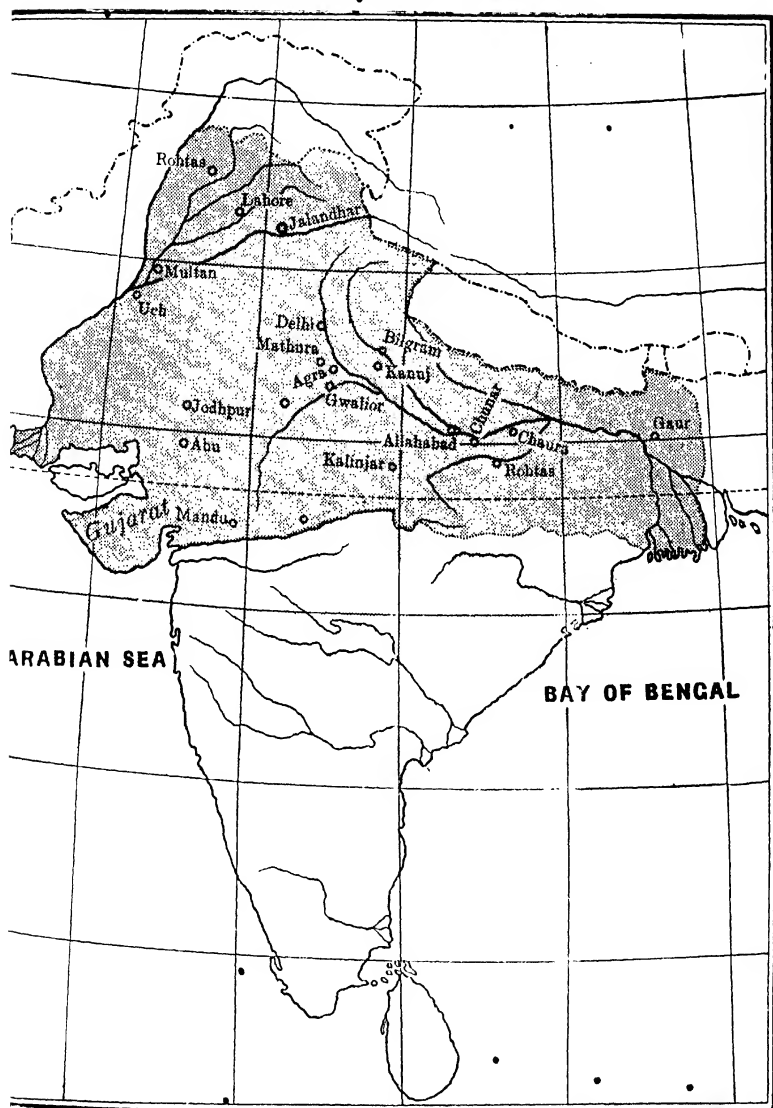 Rohtas
Lahore
Jalandhar
Multan
Uch
Delhi
Bilgram
Mathura
Agra
Kanuj
Gwalior
Chunar
Jodhpur
Gaur
Allahabad
Chaura
Abu
Kalinjar
Rohtas
Gujarat
Mandu
ARABIAN SEA
BAY OF BENGAL